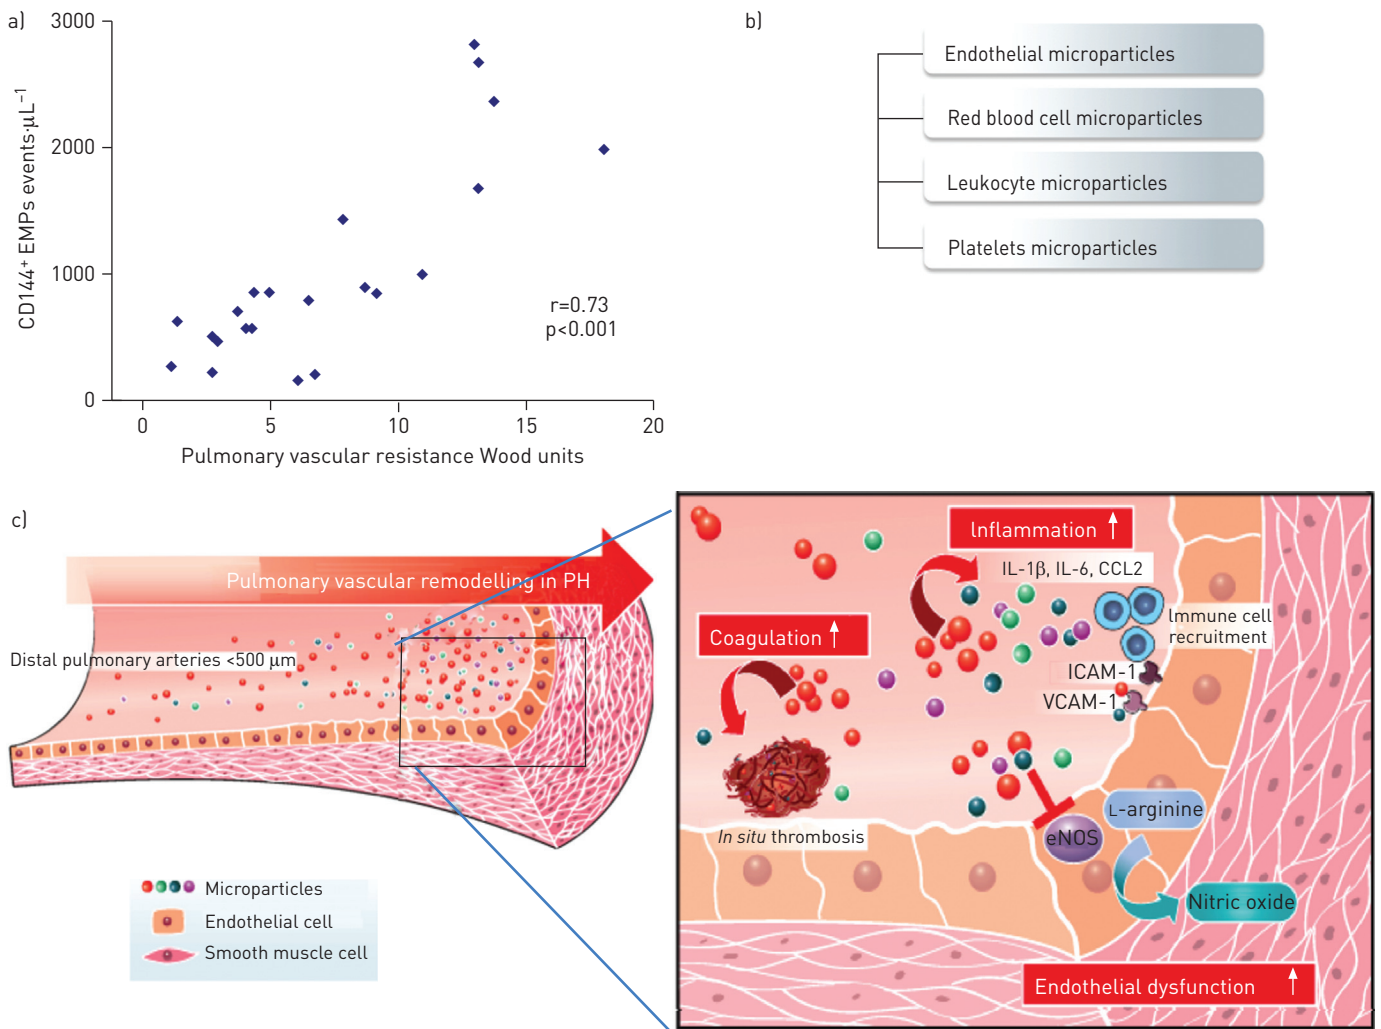 a)
3000
2000
1000
0
CD144⁺ EMPs events·µL⁻¹
r=0.73
p<0.001
0 5 10 15 20
Pulmonary vascular resistance Wood units
b)
Endothelial microparticles
Red blood cell microparticles
Leukocyte microparticles
Platelets microparticles
c)
Pulmonary vascular remodelling in PH
Distal pulmonary arteries <500 µm
Microparticles
Endothelial cell
Smooth muscle cell
Inflammation ↑
IL-1β, IL-6, CCL2
Immune cell
recruitment
Coagulation ↑
ICAM-1
VCAM-1
In situ thrombosis
L-arginine
eNOS
Nitric oxide
Endothelial dysfunction ↑